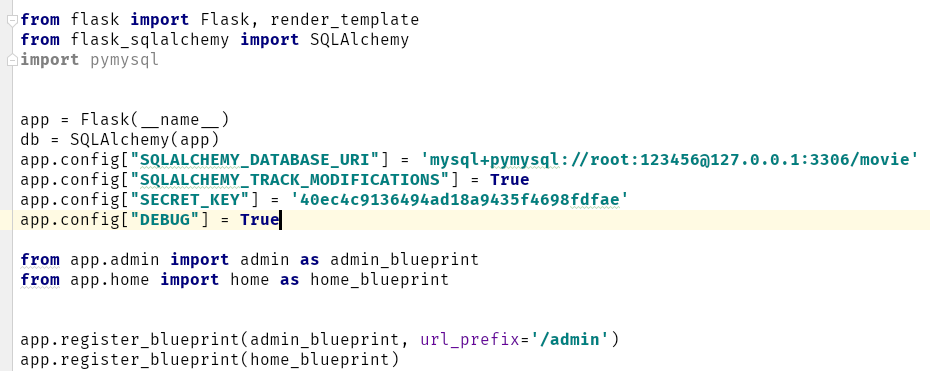 from flask import Flask, render_template
from flask_sqlalchemy import SQLAlchemy
import pymysql
app = Flask(__name__)
db = SQLAlchemy(app)
app.config["SQLALCHEMY_DATABASE_URI"] = 'mysql+pymysql://root:123456@127.0.0.1:3306/movie'
app.config["SQLALCHEMY_TRACK_MODIFICATIONS"] = True
app.config["SECRET_KEY"] = '40ec4c9136494ad18a9435f4698fdfae'
app.config["DEBUG"] = True
from app.admin import admin as admin_blueprint
from app.home import home as home_blueprint
app.register_blueprint(admin_blueprint, url_prefix='/admin')
app.register_blueprint(home_blueprint)